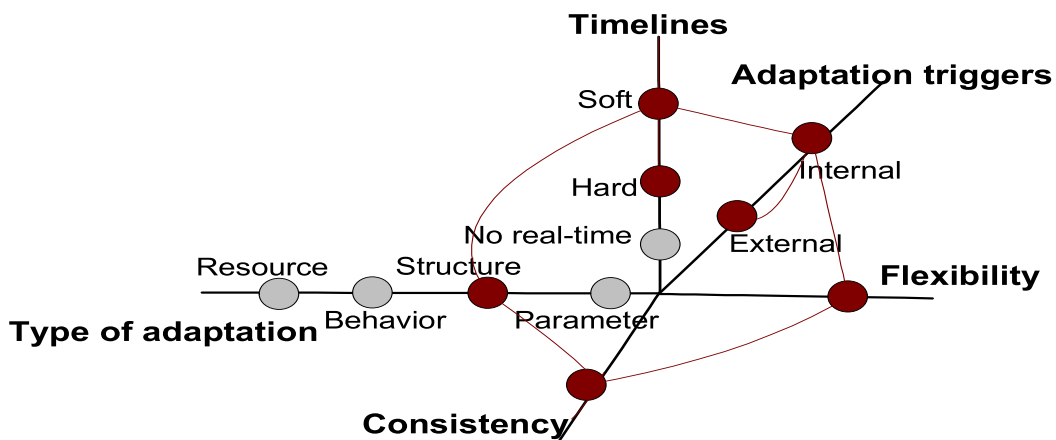 Timelines
Adaptation triggers
Soft
Internal
Hard
No real-time
External
Resource
Structure
Flexibility
Type of adaptation
Behavior
Parameter
Consistency